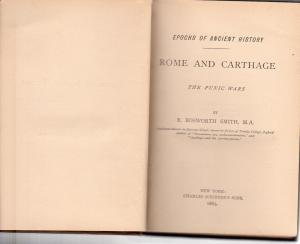 EPOCHS OF ANCIENT HISTORY
ROME AND CARTHAGE
THE PUNIC WARS
BY
R. BOSWORTH SMITH, M.A.
NEW YORK:
CHARLES SCRIBNER'S SONS,